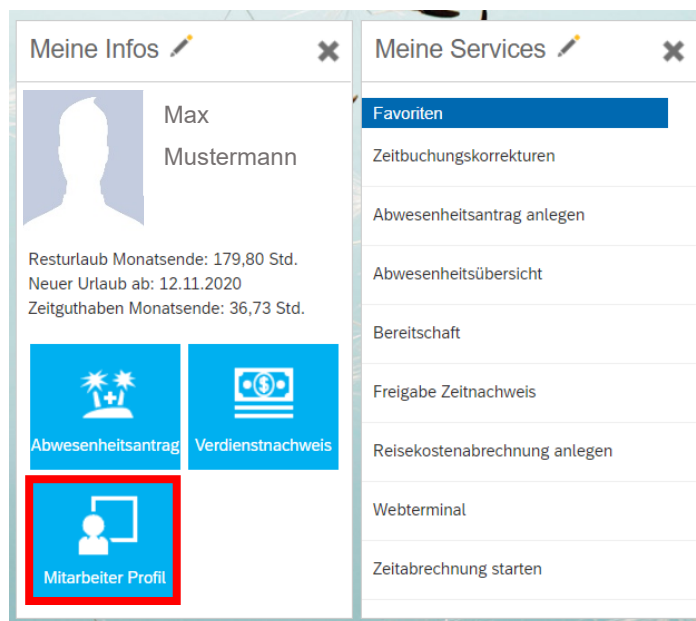 Meine Infos
Max
Mustermann
Resturlaub Monatsende: 179,80 Std.
Neuer Urlaub ab: 12.11.2020
Zeitguthaben Monatsende: 36,73 Std.
Abwesenheitsantrag
Verdienstnachweis
Mitarbeiter Profil
Meine Services
Favoriten
Zeitbuchungskorrekturen
Abwesenheitsantrag anlegen
Abwesenheitsübersicht
Bereitschaft
Freigabe Zeitnachweis
Reisekostenabrechnung anlegen
Webterminal
Zeitabrechnung starten